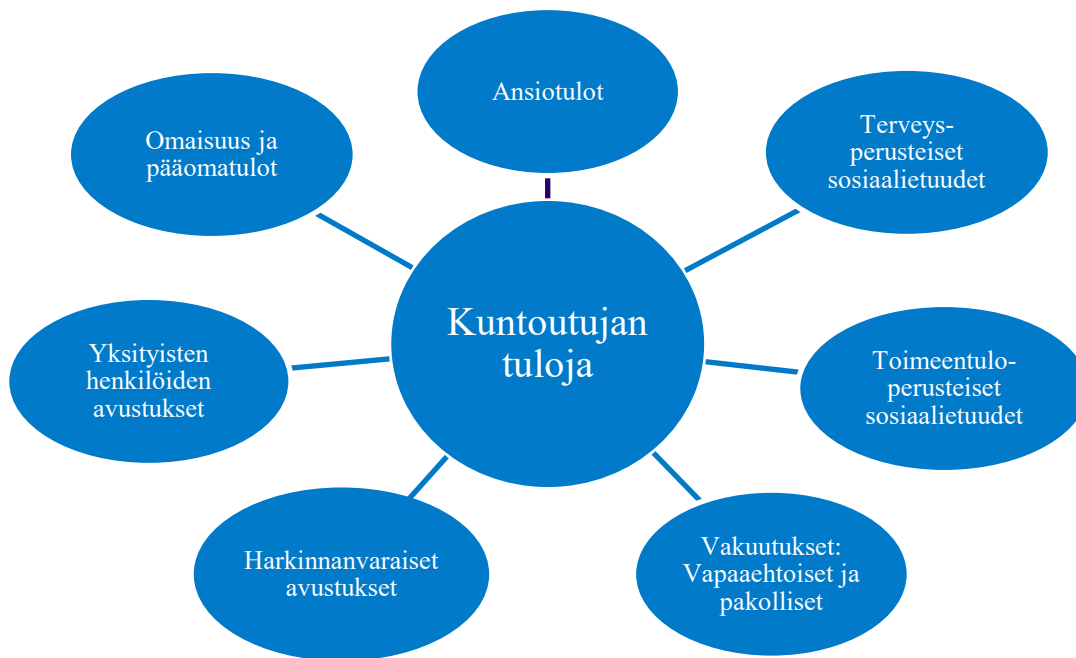 Ansiotulot
Omaisuus ja
pääomatulot
Terveys-
perusteiset
sosiaalietuudet
Kuntoutujan
tuloja
Yksityisten
henkilöiden
avustukset
Toimeentulo-
perusteiset
sosiaalietuudet
Harkinnanvaraiset
avustukset
Vakuutukset:
Vapaaehtoiset ja
pakolliset